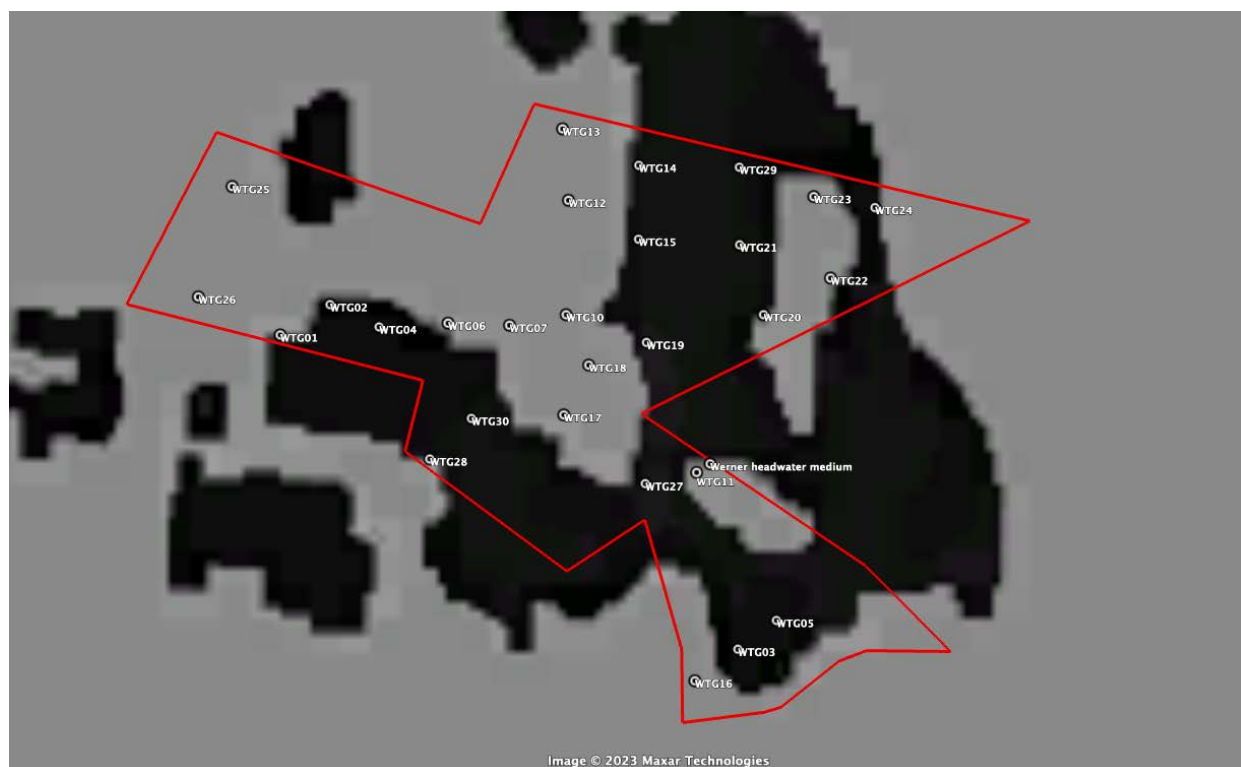 WTG13
WTG14
WTG29
WTG25
WTG12
WTG23
WTG24
WTG15
WTG21
WTG22
WTG26
WTG02
WTG10
WTG20
WTG04
WTG06
WTG07
WTG01
WTG19
WTG18
WTG17
WTG30
WTG28
Werner headwater medium
WTG11
WTG27
WTG05
WTG03
WTG16
Image © 2023 Maxar Technologies